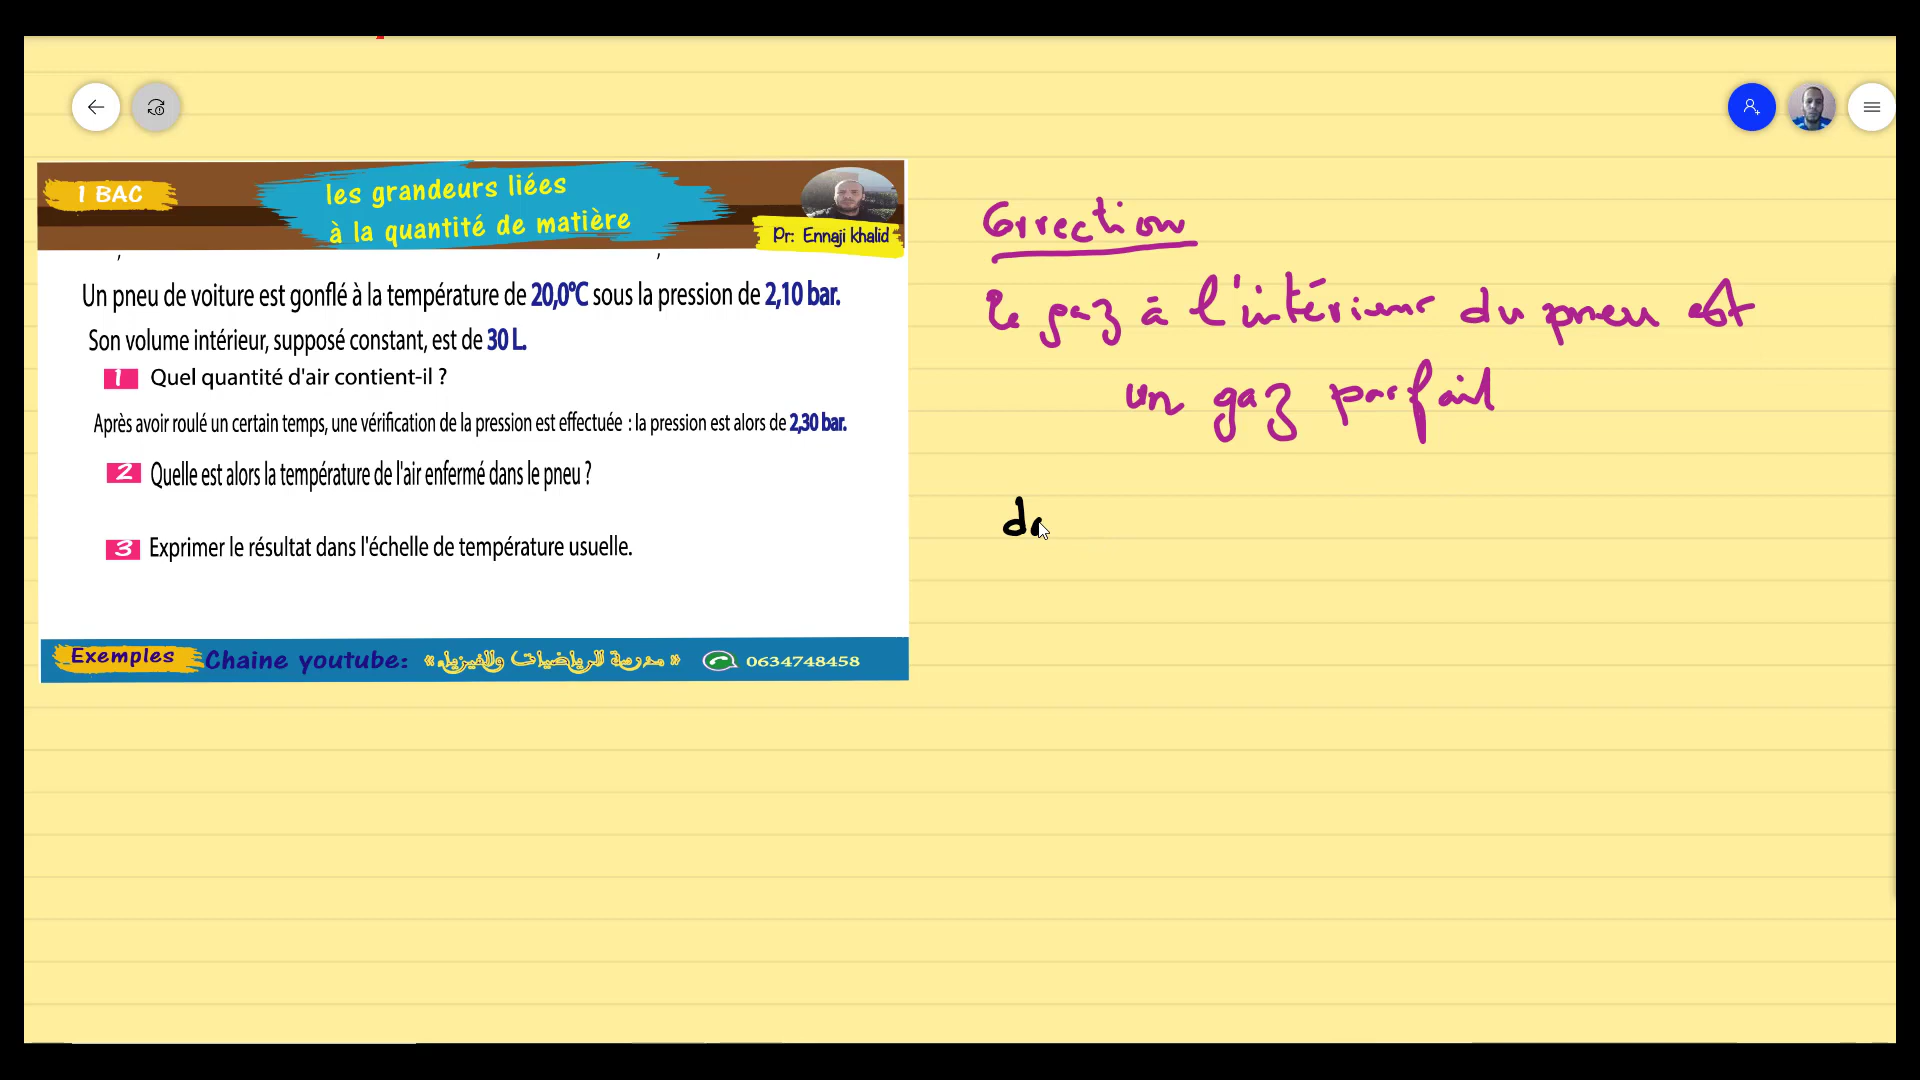 1 BAC
les grandeurs liées
à la quantité de matière
Pr: Ennaji khalid
Un pneu de voiture est gonflé à la température de 20,0°C sous la pression de 2,10 bar.
Son volume intérieur, supposé constant, est de 30 L.
1 Quel quantité d'air contient-il ?
Après avoir roulé un certain temps, une vérification de la pression est effectuée : la pression est alors de 2,30 bar.
2 Quelle est alors la température de l'air enfermé dans le pneu ?
3 Exprimer le résultat dans l'échelle de température usuelle.
Exemples Chaine youtube: « مدرسة الرياضيات والفيزياء » 0634748458
Correction
le gaz à l'intérieur du pneu est
un gaz parfait
do